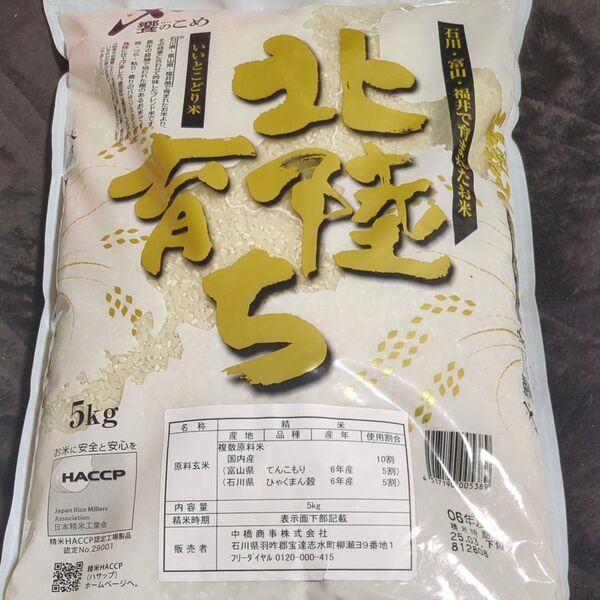 饗のこめ
石川・富山・福井で育まれたお米
いいとこどり米
北陸
育ち
5kg
お米に安全と安心を
HACCP
Japan Rice Millers
Association
日本精米工業会
精米HACCP認定工場製品
認定No.29001
精米HACCP
(ハサップ)
ホームページへ。
名称 精米
原料玄米 産地 品種 産年 使用割合
複数原料米
国内産 10割
(富山県 てんこもり 6年産 5割)
(石川県 ひゃくまん穀 6年産 5割)
内容量 5kg
精米時期 表示面下部記載
販売者 中橋商事株式会社
石川県羽咋郡宝達志水町柳瀬ヨ9番地1
フリーダイヤル 0120-000-415
精米時期
25.03.下旬
812808